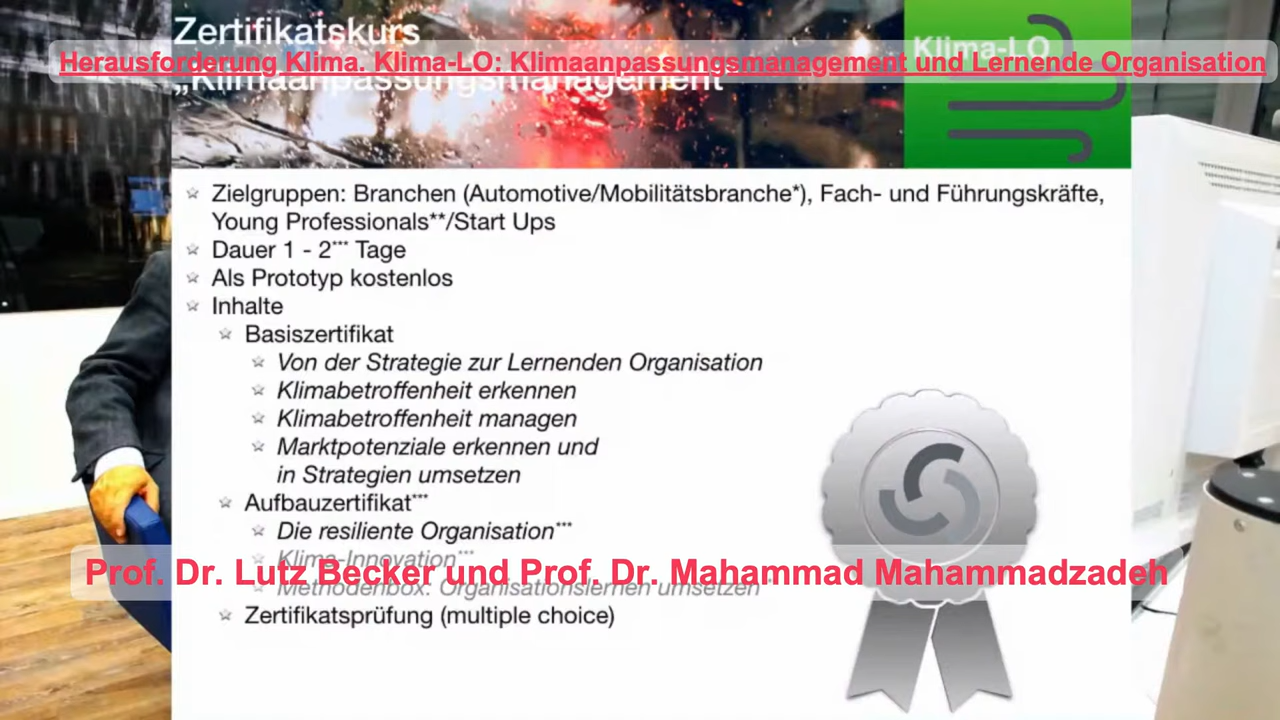 Zertifikatskurs
Klima-LO
Herausforderung Klima. Klima-LO: Klimaanpassungsmanagement und Lernende Organisation
„Klimaanpassungsmanagement“
Zielgruppen: Branchen (Automotive/Mobilitätsbranche*), Fach- und Führungskräfte,
Young Professionals**/Start Ups
Dauer 1 - 2*** Tage
Als Prototyp kostenlos
Inhalte
Basiszertifikat
Von der Strategie zur Lernenden Organisation
Klimabetroffenheit erkennen
Klimabetroffenheit managen
Marktpotenziale erkennen und
in Strategien umsetzen
Aufbauzertifikat***
Die resiliente Organisation***
Klima-Innovation***
Prof. Dr. Lutz Becker und Prof. Dr. Mahammad Mahammadzadeh
Methodenbox: Organisationslernen umsetzen
Zertifikatsprüfung (multiple choice)